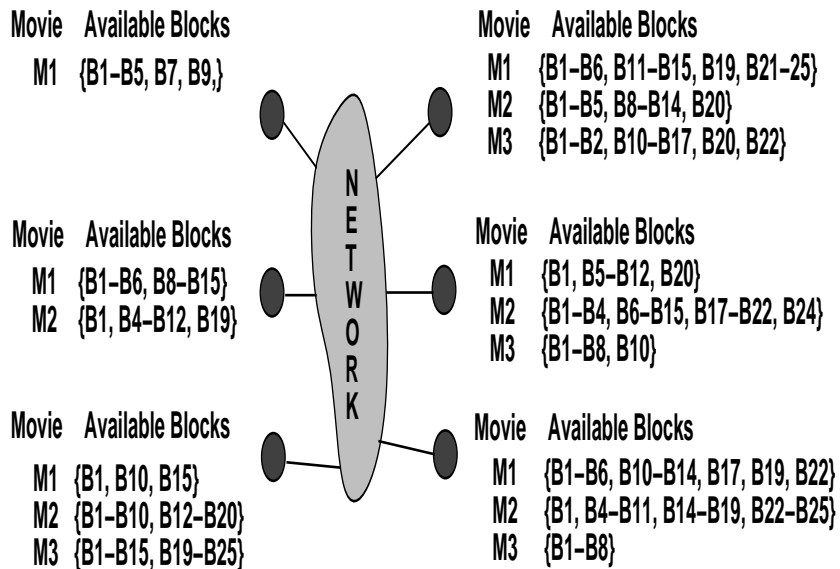 Movie Available Blocks
M1 {B1–B5, B7, B9,}
Movie Available Blocks
M1 {B1–B6, B11–B15, B19, B21–25}
M2 {B1–B5, B8–B14, B20}
M3 {B1–B2, B10–B17, B20, B22}
NETWORK
Movie Available Blocks
M1 {B1–B6, B8–B15}
M2 {B1, B4–B12, B19}
Movie Available Blocks
M1 {B1, B5–B12, B20}
M2 {B1–B4, B6–B15, B17–B22, B24}
M3 {B1–B8, B10}
Movie Available Blocks
M1 {B1, B10, B15}
M2 {B1–B10, B12–B20}
M3 {B1–B15, B19–B25}
Movie Available Blocks
M1 {B1–B6, B10–B14, B17, B19, B22}
M2 {B1, B4–B11, B14–B19, B22–B25}
M3 {B1–B8}